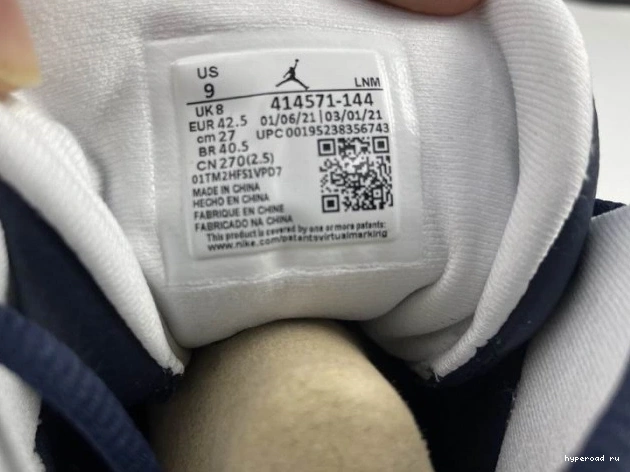 US
9
LNM
UK 8
414571-144
EUR 42.5
01/06/21 | 03/01/21
cm 27
UPC 00195238356743
BR 40.5
CN 270(2.5)
01TM2HFS1VPD7
MADE IN CHINA
HECHO EN CHINA
FABRIQUE EN CHINE
FABRICADO NA CHINA
This product is covered by one or more patents:
www.nike.com/patentsvirtualmarking
hyperoad ru